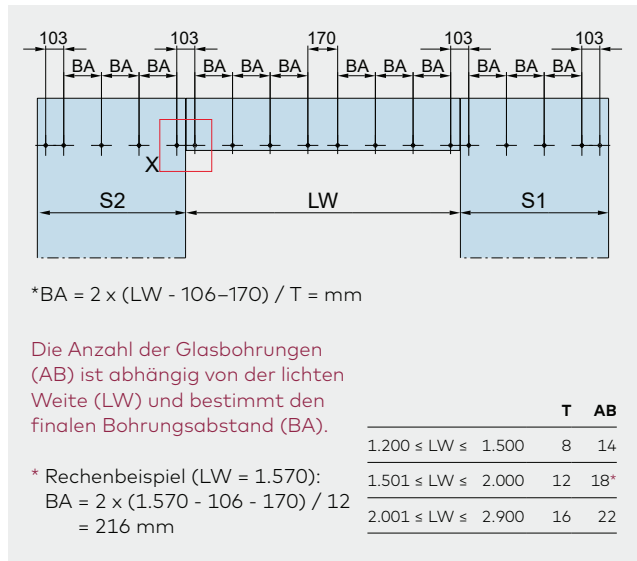 103 103 170 103 103
BA BA BA BA BA BA BA BA BA BA BA BA
X
S2 LW S1
*BA = 2 x (LW - 106–170) / T = mm
Die Anzahl der Glasbohrungen
(AB) ist abhängig von der lichten
Weite (LW) und bestimmt den
finalen Bohrungsabstand (BA).
* Rechenbeispiel (LW = 1.570):
BA = 2 x (1.570 - 106 - 170) / 12
= 216 mm
T AB
1.200 ≤ LW ≤ 1.500 8 14
1.501 ≤ LW ≤ 2.000 12 18*
2.001 ≤ LW ≤ 2.900 16 22